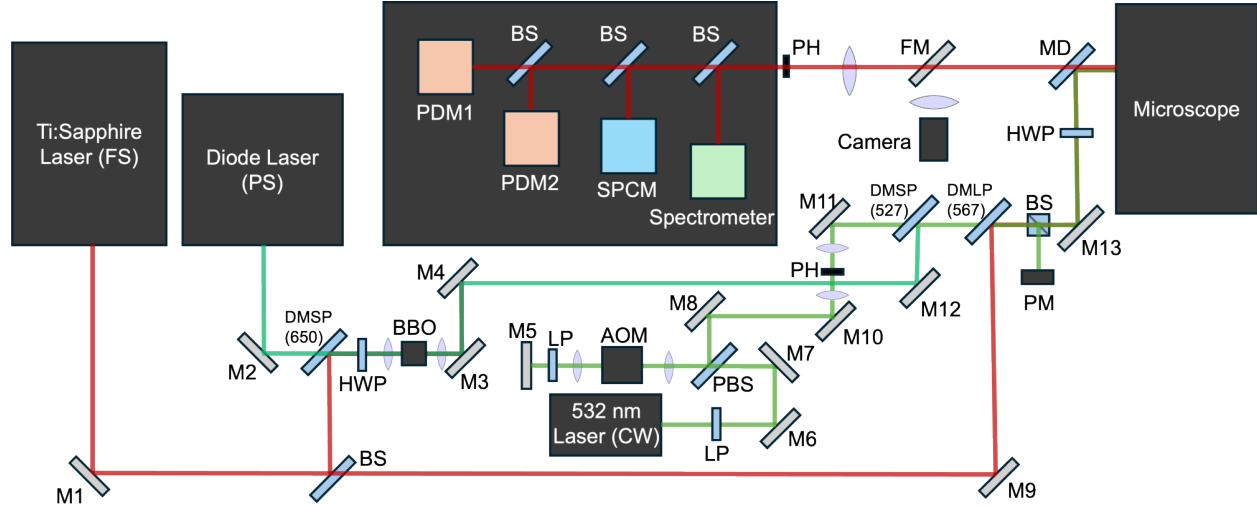 BS
BS
BS
PH
FM
MD
PDM1
PDM2
SPCM
Spectrometer
Ti:Sapphire
Laser (FS)
Diode Laser
(PS)
Camera
Microscope
HWP
M11
DMSP
(527)
DMLP
(567)
BS
M13
M4
PH
M12
PM
M8
M10
DMSP
(650)
BBO
M5
LP
AOM
M7
M2
HWP
M3
PBS
532 nm
Laser (CW)
LP
M6
BS
M1
M9